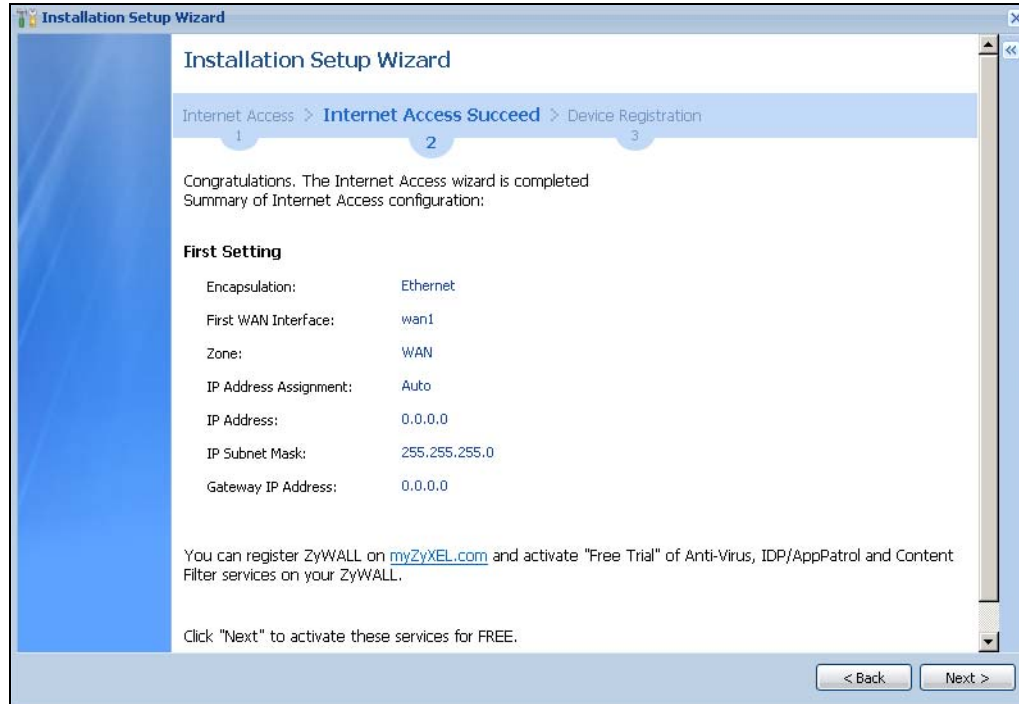 Installation Setup Wizard
Installation Setup Wizard
Internet Access > Internet Access Succeed > Device Registration
1 2 3
Congratulations. The Internet Access wizard is completed
Summary of Internet Access configuration:
First Setting
Encapsulation: Ethernet
First WAN Interface: wan1
Zone: WAN
IP Address Assignment: Auto
IP Address: 0.0.0.0
IP Subnet Mask: 255.255.255.0
Gateway IP Address: 0.0.0.0
You can register ZyWALL on myZyXEL.com and activate "Free Trial" of Anti-Virus, IDP/AppPatrol and Content
Filter services on your ZyWALL.
Click "Next" to activate these services for FREE.
< Back Next >